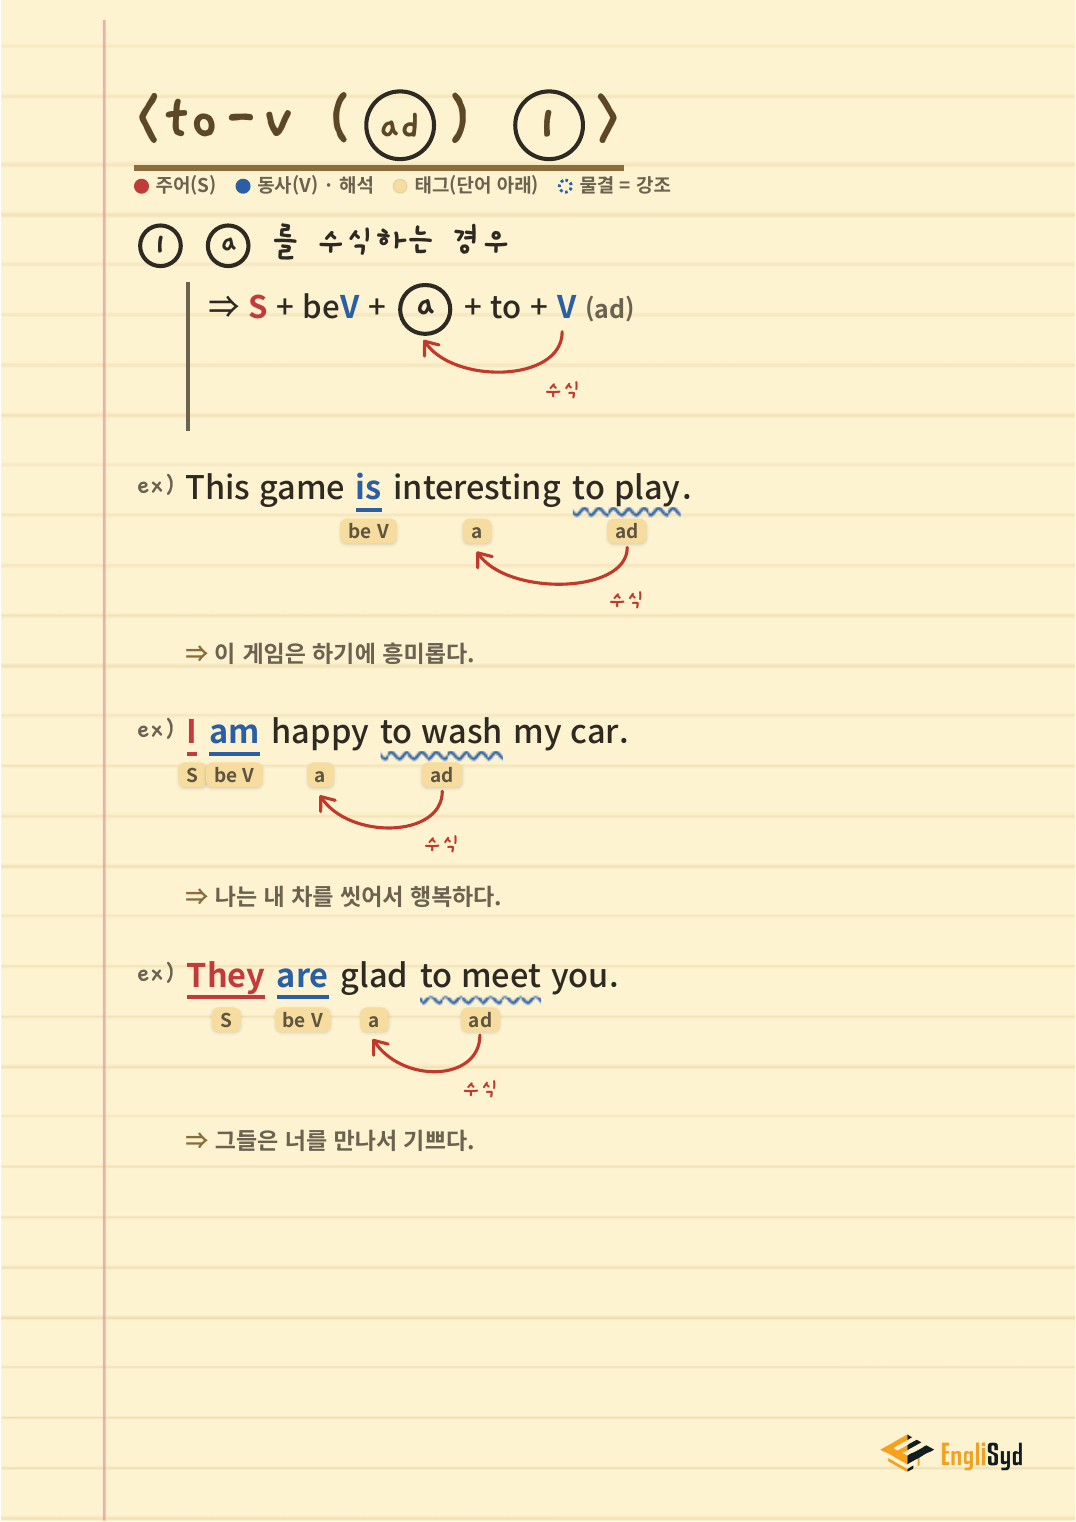 <to-v (ad) 1>
주어(S) 동사(V) · 해석 태그(단어 아래) 물결 = 강조
1 a 를 수식하는 경우
⇒ S + beV + a + to + V (ad)
수식
ex) This game is interesting to play.
be V a ad
수식
⇒ 이 게임은 하기에 흥미롭다.
ex) I am happy to wash my car.
S be V a ad
수식
⇒ 나는 내 차를 씻어서 행복하다.
ex) They are glad to meet you.
S be V a ad
수식
⇒ 그들은 너를 만나서 기쁘다.
EngliSyd